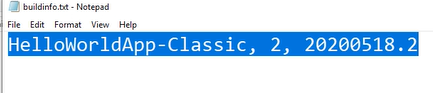 buildinfo.txt - Notepad
File Edit Format View Help
HelloWorldApp-Classic, 2, 20200518.2